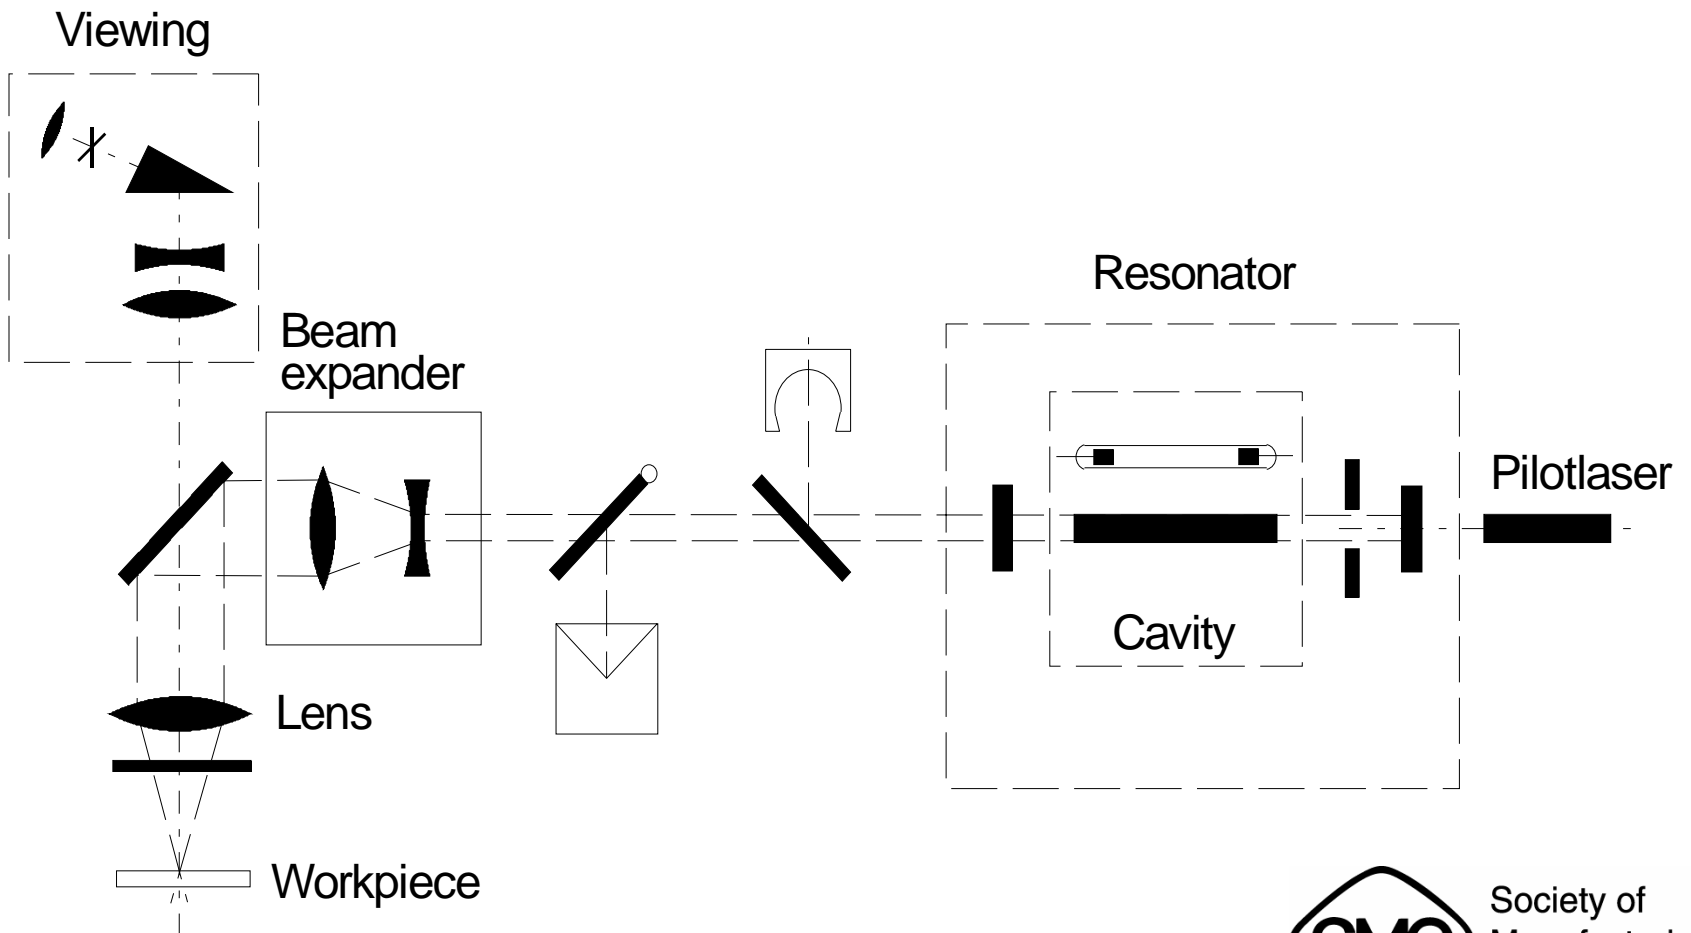 Viewing
Resonator
Beam
expander
Pilotlaser
Cavity
Lens
Workpiece
Society of